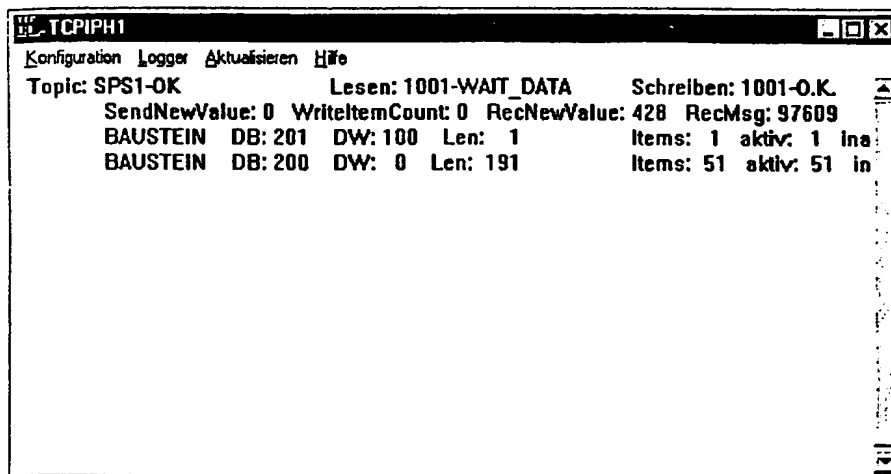 TCPIPH1
Konfiguration Logger Aktualisieren Hilfe
Topic: SPS1-OK Lesen: 1001-WAIT_DATA Schreiben: 1001-O.K.
SendNewValue: 0 WriteItemCount: 0 RecNewValue: 428 RecMsg: 97609
BAUSTEIN DB: 201 DW: 100 Len: 1 Items: 1 aktiv: 1 ina
BAUSTEIN DB: 200 DW: 0 Len: 191 Items: 51 aktiv: 51 in